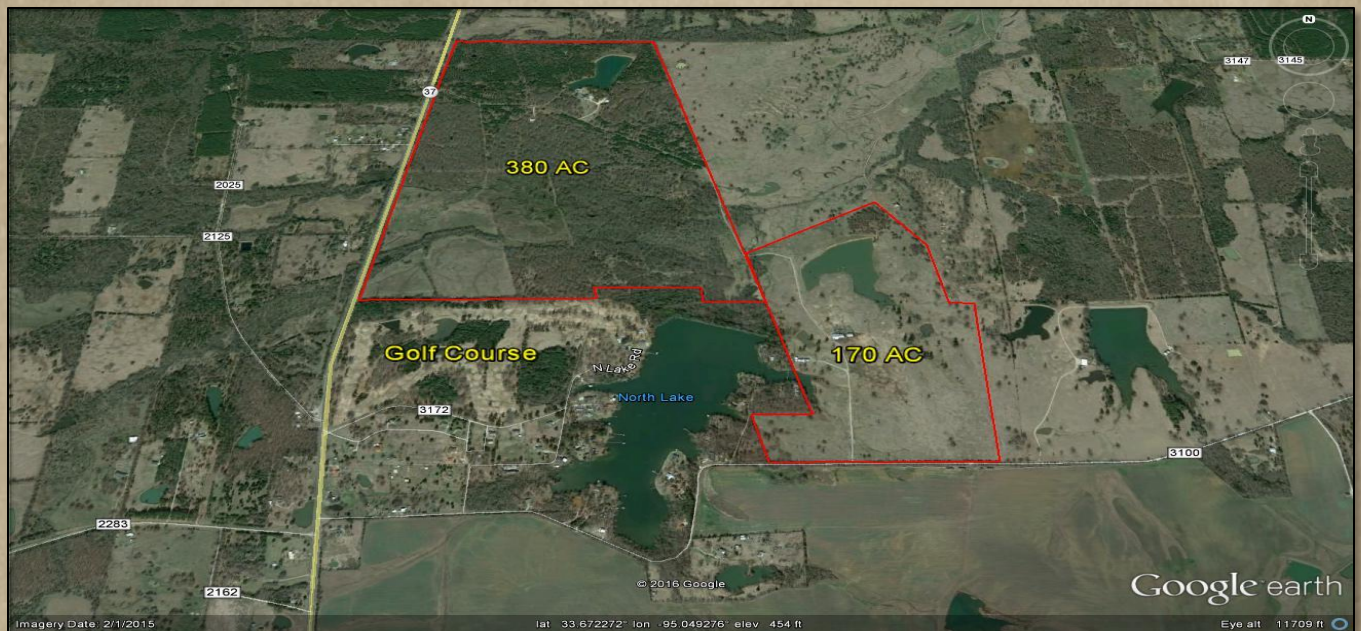 N
3147
3145
37
380 AC
2025
2125
170 AC
Golf Course
N Lake Rd
North Lake
3172
3100
2283
© 2016 Google
2162
Google earth
Imagery Date: 2/1/2015
lat 33.672272° lon -95.049276° elev 454 ft
Eye alt 11709 ft